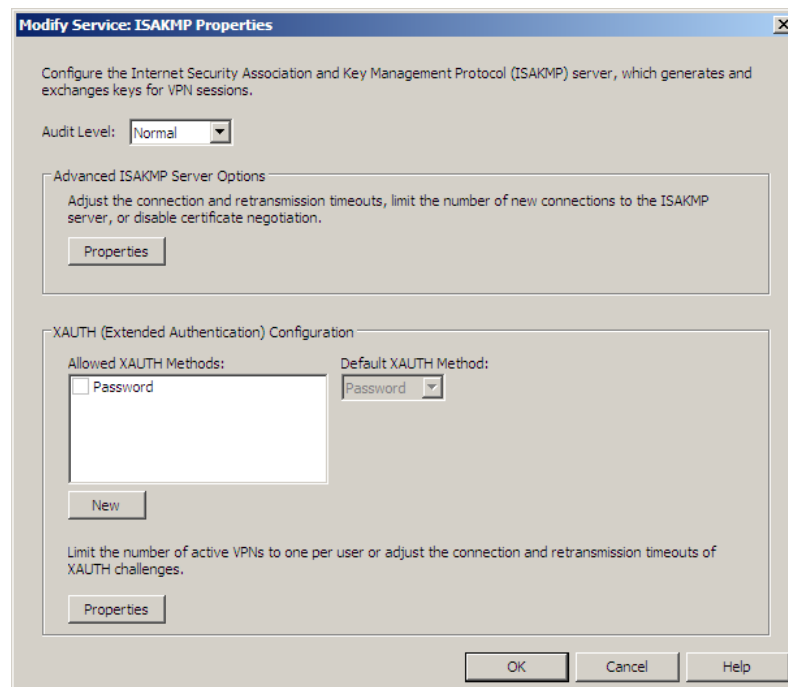 Modify Service: ISAKMP Properties
Configure the Internet Security Association and Key Management Protocol (ISAKMP) server, which generates and
exchanges keys for VPN sessions.
Audit Level: Normal
Advanced ISAKMP Server Options
Adjust the connection and retransmission timeouts, limit the number of new connections to the ISAKMP
server, or disable certificate negotiation.
Properties
XAUTH (Extended Authentication) Configuration
Allowed XAUTH Methods: Default XAUTH Method:
Password Password
New
Limit the number of active VPNs to one per user or adjust the connection and retransmission timeouts of
XAUTH challenges.
Properties
OK Cancel Help